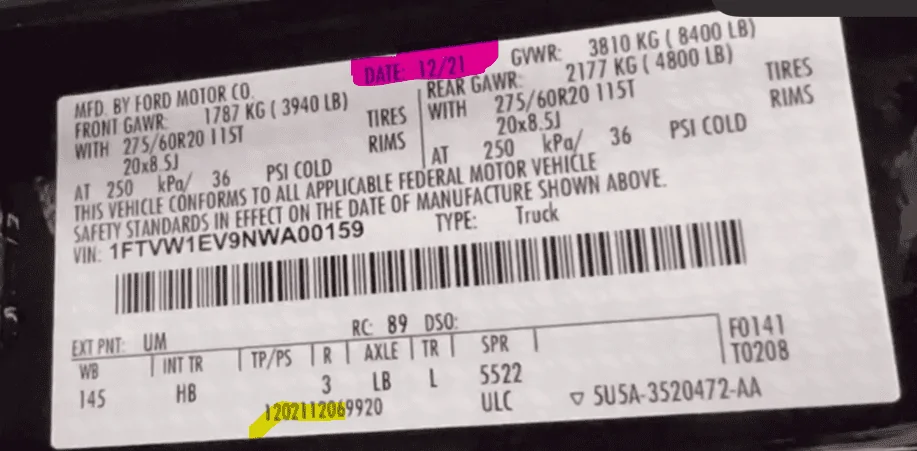 DATE: 12/21 GVWR: 3810 KG ( 8400 LB)
MFD. BY FORD MOTOR CO. REAR GAWR: 2177 KG ( 4800 LB)
FRONT GAWR: 1787 KG ( 3940 LB) TIRES WITH 275/60R20 115T TIRES
WITH 275/60R20 115T RIMS 20x8.5J RIMS
20x8.5J AT 250 kPa/ 36 PSI COLD
AT 250 kPa/ 36 PSI COLD
THIS VEHICLE CONFORMS TO ALL APPLICABLE FEDERAL MOTOR VEHICLE
SAFETY STANDARDS IN EFFECT ON THE DATE OF MANUFACTURE SHOWN ABOVE.
VIN: 1FTVW1EV9NWA00159 TYPE: Truck
EXT PNT: UM RC: 89 DSO: F0141
WB INT TR TP/PS R AXLE TR SPR T0208
145 HB 3 LB L 5522
1202112069920 ULC ▽ 5U5A-3520472-AA